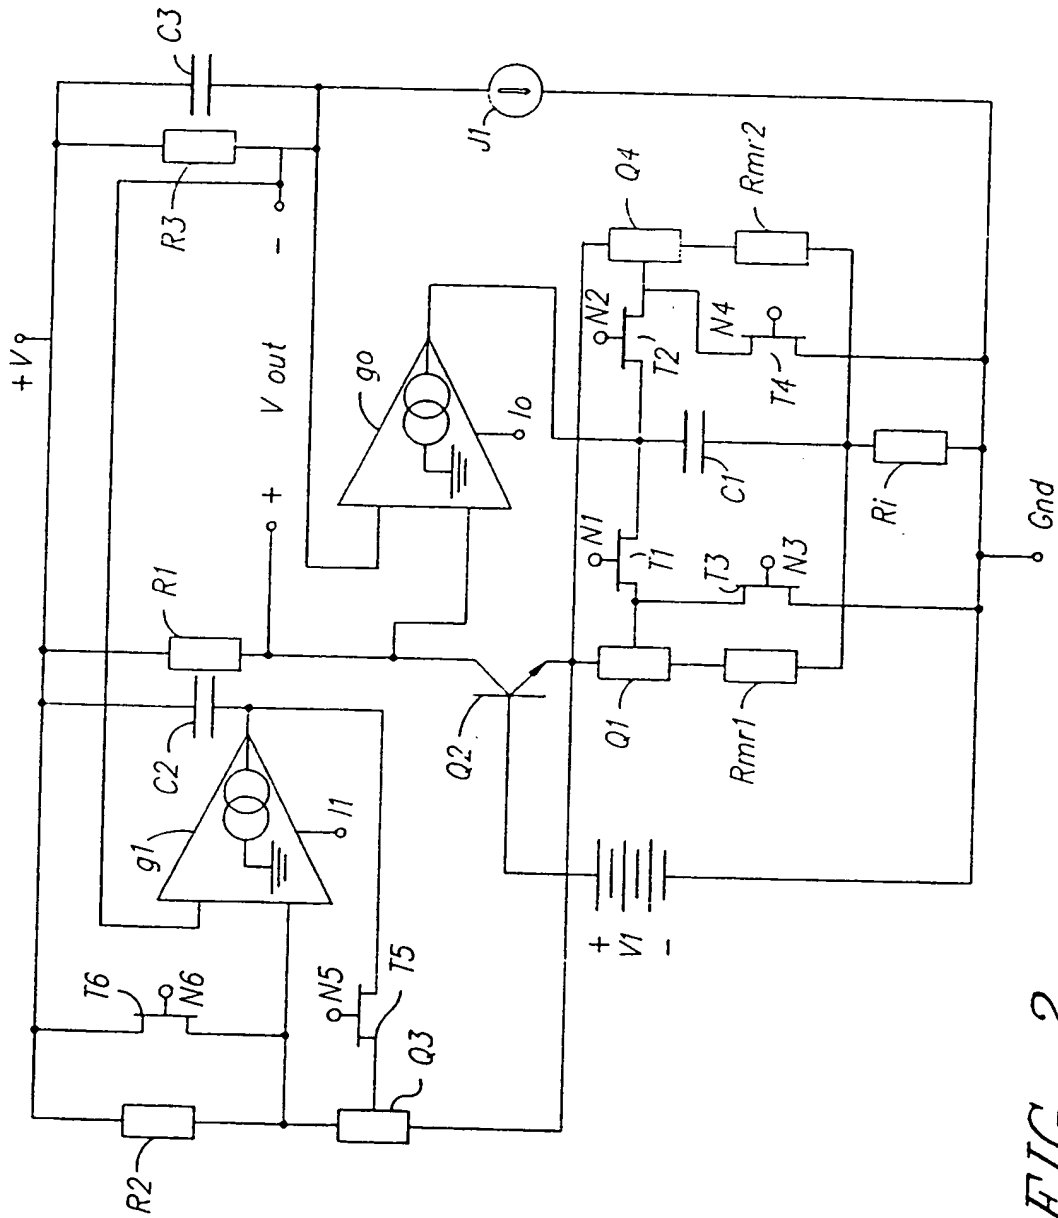 +V
C3
R3
-
V out
+
R1
C2
g1
I1
T6
N6
R2
N5
T5
Q3
go
Io
J1
Q2
N1
T1
N2
T2
Q4
Rmr2
N4
T4
C1
T3
N3
Q1
Rmr1
Ri
+
V1
-
Gnd
FIG. 2